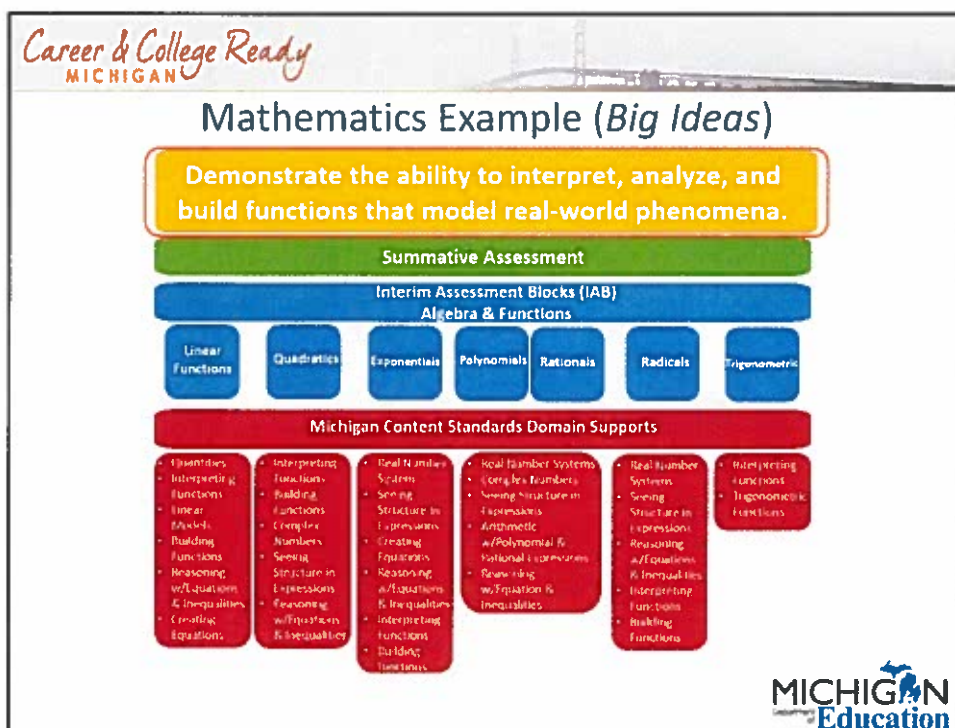 Career & College Ready
MICHIGAN
Mathematics Example (Big Ideas)
Demonstrate the ability to interpret, analyze, and
build functions that model real-world phenomena.
Summative Assessment
Interim Assessment Blocks (IAB)
Algebra & Functions
Linear
Functions
Quadratics
Exponentials
Polynomials
Rationals
Radicals
Trigonometric
Michigan Content Standards Domain Supports
• Quantities
• Interpreting
Functions
• Linear
Models
• Building
Functions
• Reasoning
w/Equations
& Inequalities
• Creating
Equations
• Interpreting
Functions
• Building
Functions
• Complex
Numbers
• Seeing
Structure in
Expressions
• Reasoning
w/Equations
& Inequalities
• Real Number
System
• Seeing
Structure in
Expressions
• Creating
Equations
• Reasoning
w/Equations
& Inequalities
• Interpreting
Functions
• Building
Functions
• Real Number Systems
• Complex Numbers
• Seeing Structure in
Expressions
• Arithmetic
w/Polynomial &
Rational Expressions
• Reasoning
w/Equation &
Inequalities
• Real Number
Systems
• Seeing
Structure in
Expressions
• Reasoning
w/Equations
& Inequalities
• Interpreting
Functions
• Building
Functions
• Interpreting
Functions
• Trigonometric
Functions
MICHIGAN
Education